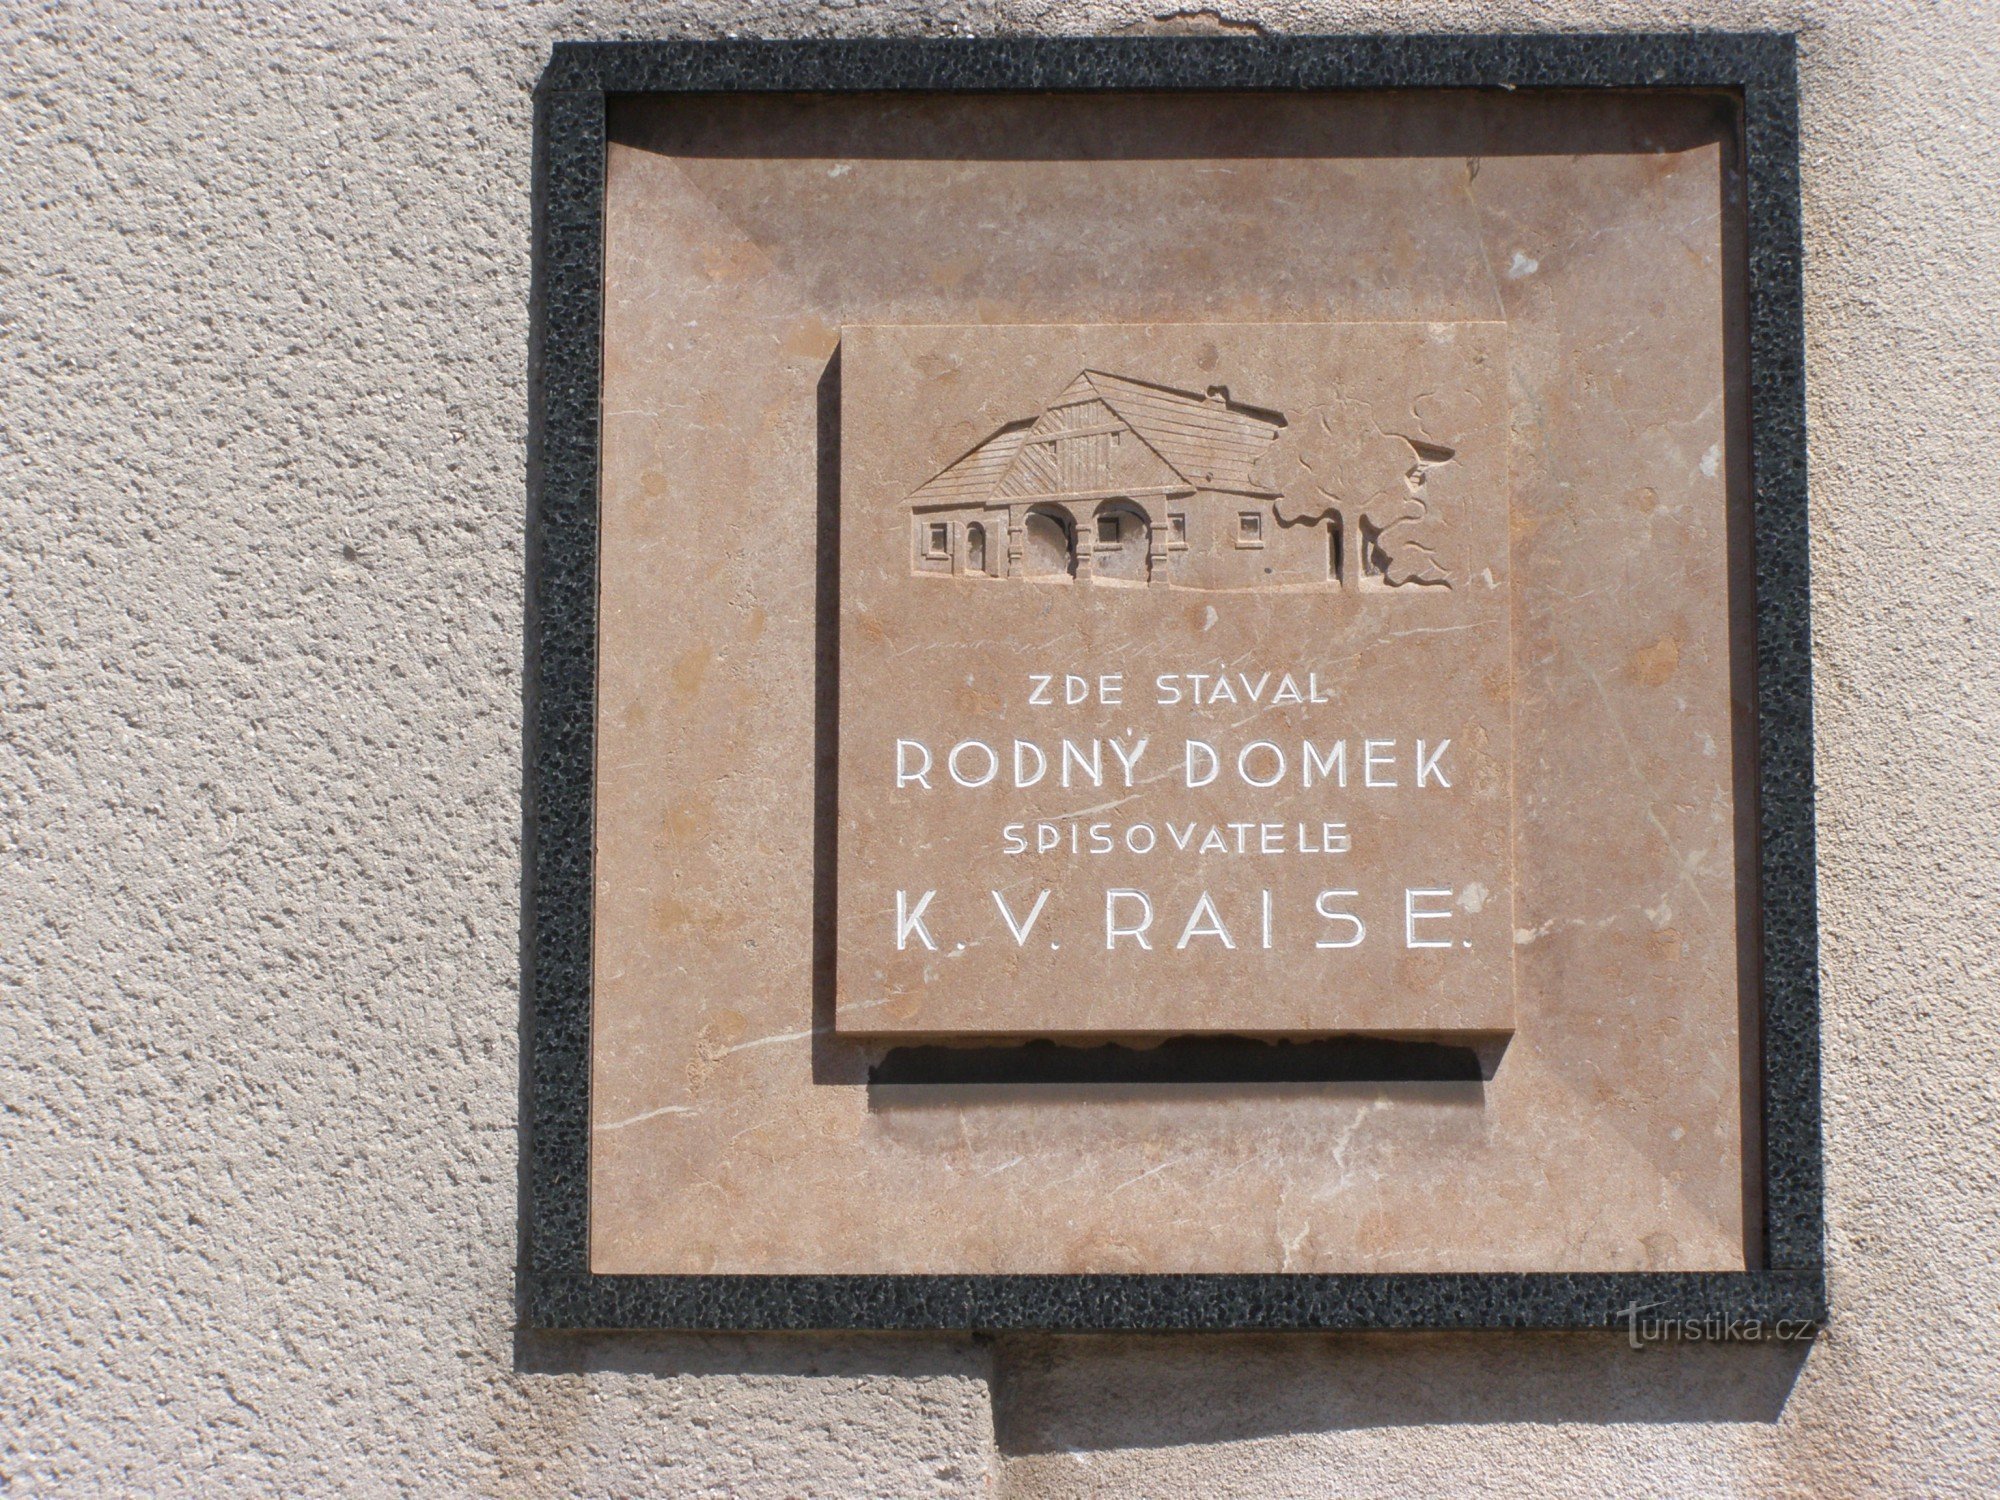 ZDE STÁVAL
RODNÝ DOMEK
SPISOVATELE
K. V. RAISE.
Turistika.cz